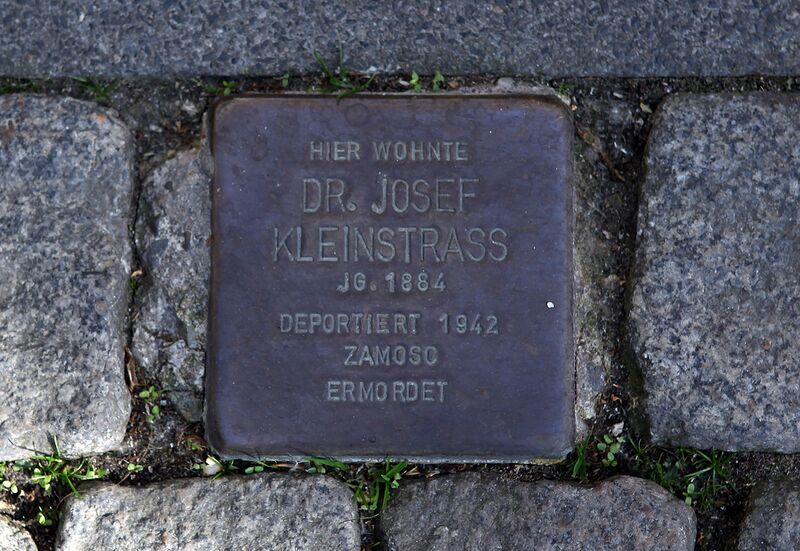 HIER WOHNTE
DR. JOSEF
KLEINSTRASS
JG. 1884
DEPORTIERT 1942
ZAMOSC
ERMORDET